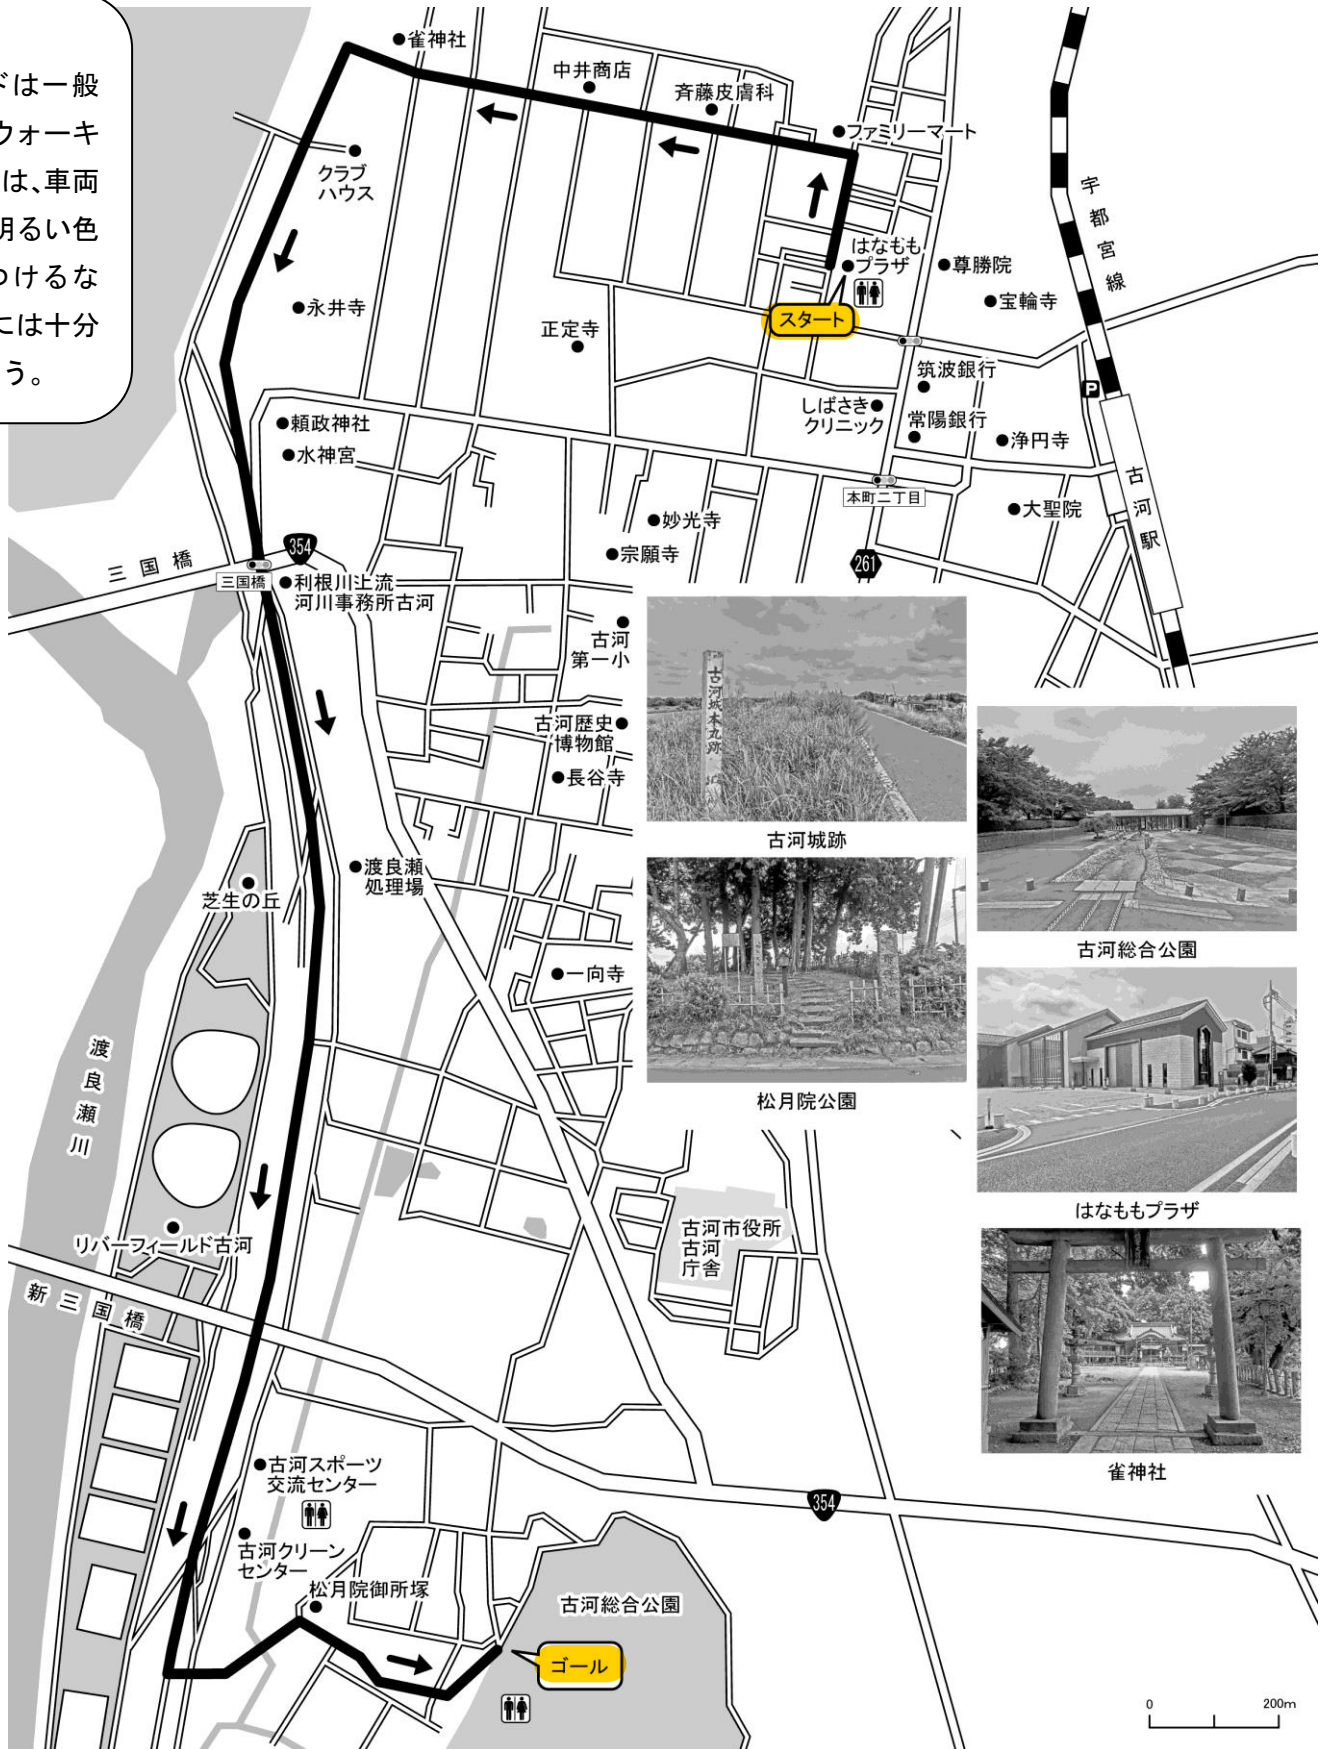 ドは一般
ウォーキ
は、車両
明るい色
つけるな
には十分
う。
雀神社
中井商店
斉藤皮膚科
ファミリーマート
クラブ
ハウス
はなもも
プラザ
スタート
尊勝院
宝輪寺
宇都宮線
永井寺
正定寺
筑波銀行
しばさき
クリニック
常陽銀行
浄円寺
P
頼政神社
水神宮
本町二丁目
大聖院
古河駅
妙光寺
宗願寺
261
三国橋
354
三国橋
利根川上流
河川事務所古河
古河
第一小
古河歴史
博物館
長谷寺
古河城本丸跡
古河城跡
古河総合公園
渡良瀬
処理場
芝生の丘
一向寺
松月院公園
渡良瀬川
はなももプラザ
リバーフィールド古河
古河市役所
古河
庁舎
新三国橋
雀神社
古河スポーツ
交流センター
354
古河クリーン
センター
松月院御所塚
古河総合公園
ゴール
0 200m